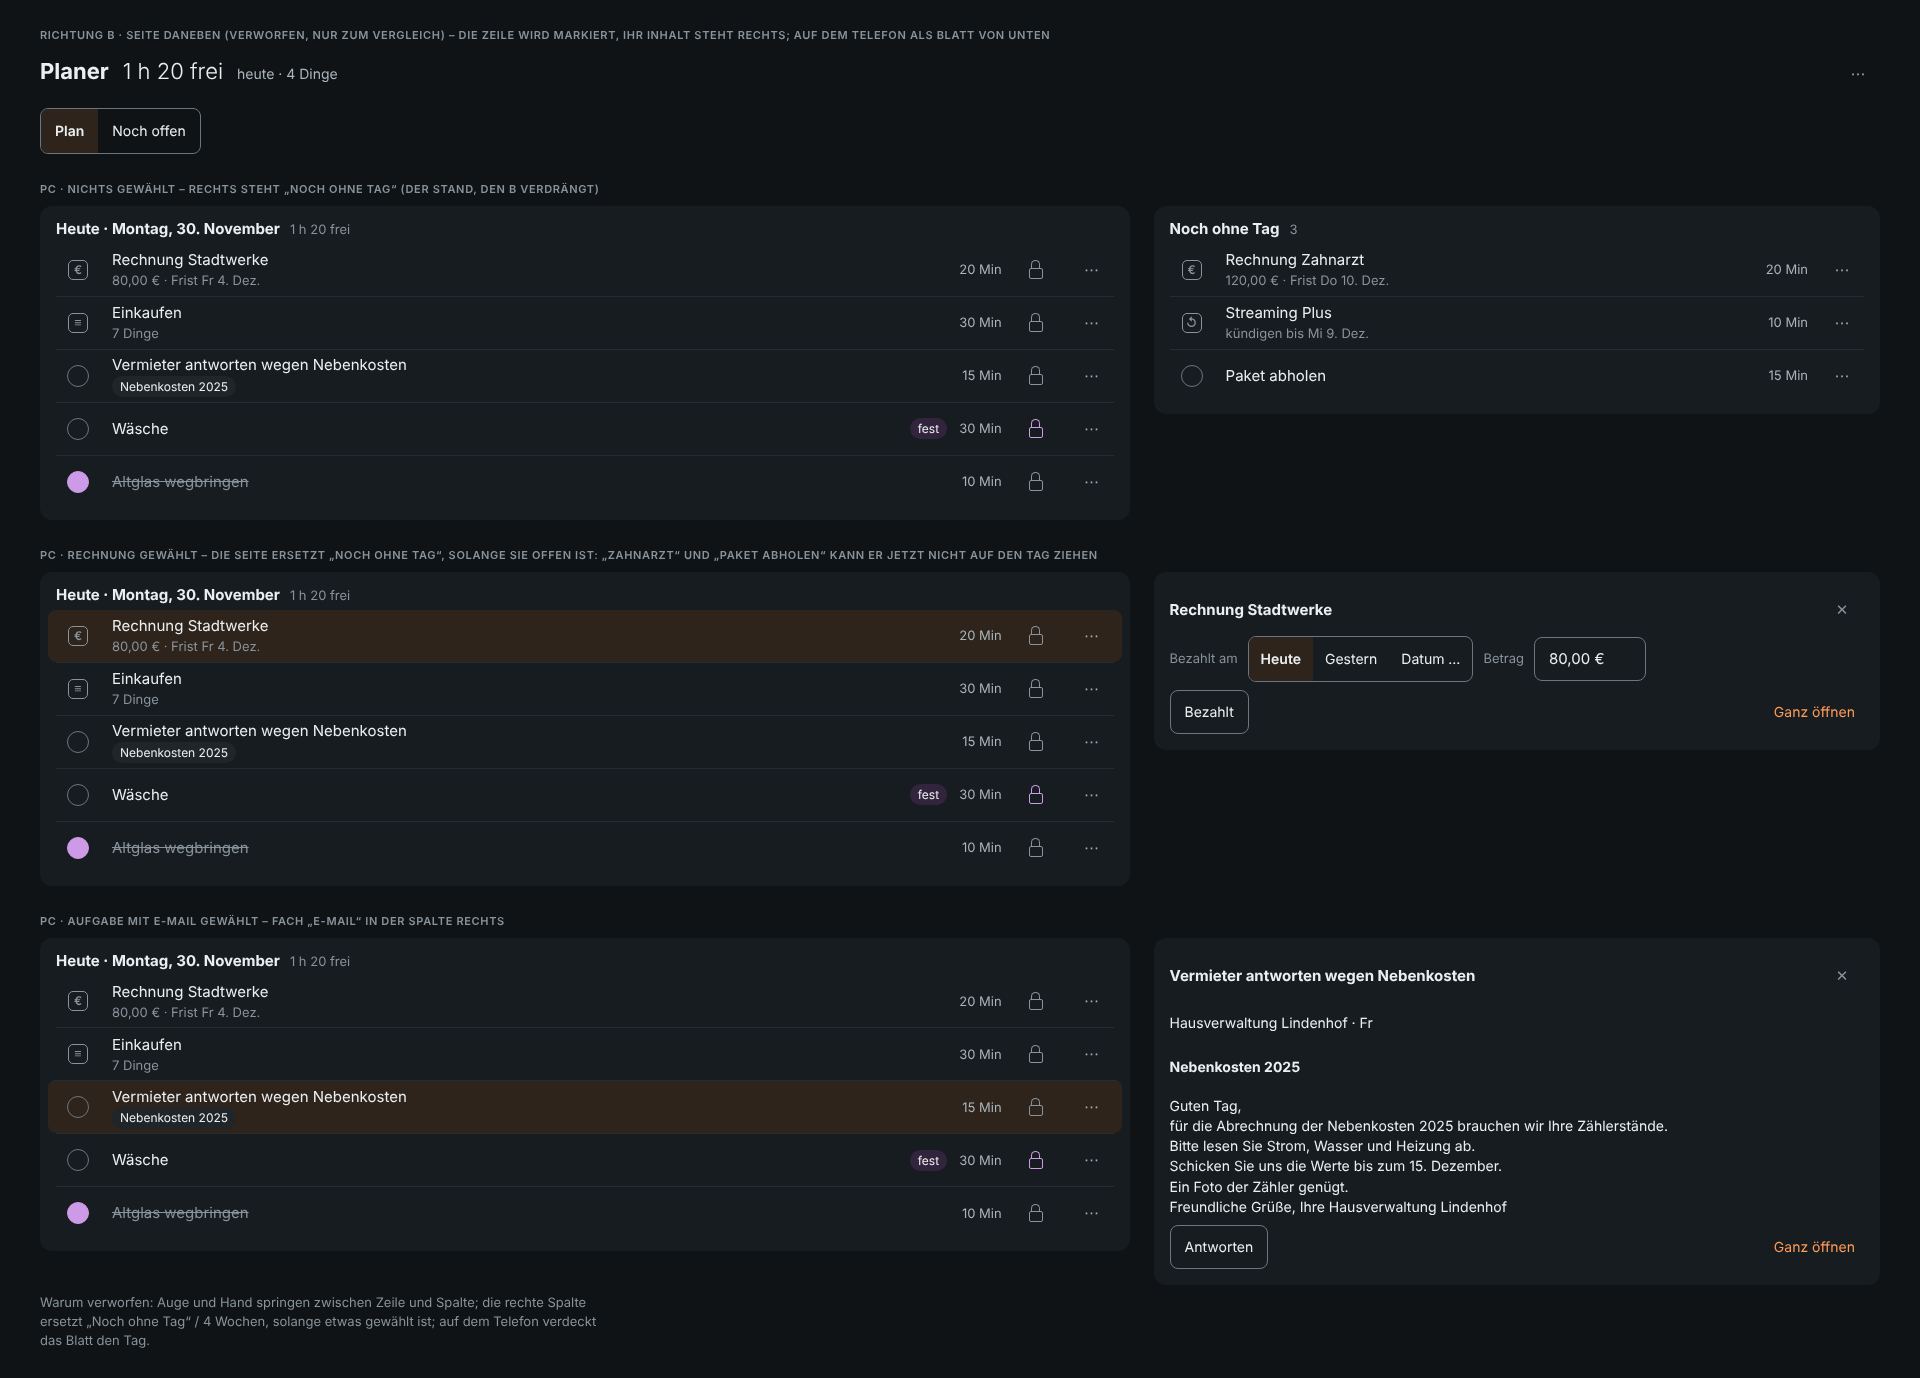 RICHTUNG B · SEITE DANEBEN (VERWORFEN, NUR ZUM VERGLEICH) – DIE ZEILE WIRD MARKIERT, IHR INHALT STEHT RECHTS; AUF DEM TELEFON ALS BLATT VON UNTEN
Planer 1 h 20 frei heute · 4 Dinge ...
Plan Noch offen
PC · NICHTS GEWÄHLT – RECHTS STEHT „NOCH OHNE TAG“ (DER STAND, DEN B VERDRÄNGT)
Heute · Montag, 30. November 1 h 20 frei
€ Rechnung Stadtwerke 20 Min ...
80,00 € · Frist Fr 4. Dez.
Einkaufen 30 Min ...
7 Dinge
Vermieter antworten wegen Nebenkosten 15 Min ...
Nebenkosten 2025
Wäsche fest 30 Min ...
Altglas wegbringen 10 Min ...
Noch ohne Tag 3
€ Rechnung Zahnarzt 20 Min ...
120,00 € · Frist Do 10. Dez.
Streaming Plus 10 Min ...
kündigen bis Mi 9. Dez.
Paket abholen 15 Min ...
PC · RECHNUNG GEWÄHLT – DIE SEITE ERSETZT „NOCH OHNE TAG“, SOLANGE SIE OFFEN IST: „ZAHNARZT“ UND „PAKET ABHOLEN“ KANN ER JETZT NICHT AUF DEN TAG ZIEHEN
Heute · Montag, 30. November 1 h 20 frei
€ Rechnung Stadtwerke 20 Min ...
80,00 € · Frist Fr 4. Dez.
Einkaufen 30 Min ...
7 Dinge
Vermieter antworten wegen Nebenkosten 15 Min ...
Nebenkosten 2025
Wäsche fest 30 Min ...
Altglas wegbringen 10 Min ...
Rechnung Stadtwerke ×
Bezahlt am Heute Gestern Datum ... Betrag 80,00 €
Bezahlt Ganz öffnen
PC · AUFGABE MIT E-MAIL GEWÄHLT – FACH „E-MAIL“ IN DER SPALTE RECHTS
Heute · Montag, 30. November 1 h 20 frei
€ Rechnung Stadtwerke 20 Min ...
80,00 € · Frist Fr 4. Dez.
Einkaufen 30 Min ...
7 Dinge
Vermieter antworten wegen Nebenkosten 15 Min ...
Nebenkosten 2025
Wäsche fest 30 Min ...
Altglas wegbringen 10 Min ...
Vermieter antworten wegen Nebenkosten ×
Hausverwaltung Lindenhof · Fr
Nebenkosten 2025
Guten Tag,
für die Abrechnung der Nebenkosten 2025 brauchen wir Ihre Zählerstände.
Bitte lesen Sie Strom, Wasser und Heizung ab.
Schicken Sie uns die Werte bis zum 15. Dezember.
Ein Foto der Zähler genügt.
Freundliche Grüße, Ihre Hausverwaltung Lindenhof
Antworten Ganz öffnen
Warum verworfen: Auge und Hand springen zwischen Zeile und Spalte; die rechte Spalte
ersetzt „Noch ohne Tag“ / 4 Wochen, solange etwas gewählt ist; auf dem Telefon verdeckt
das Blatt den Tag.